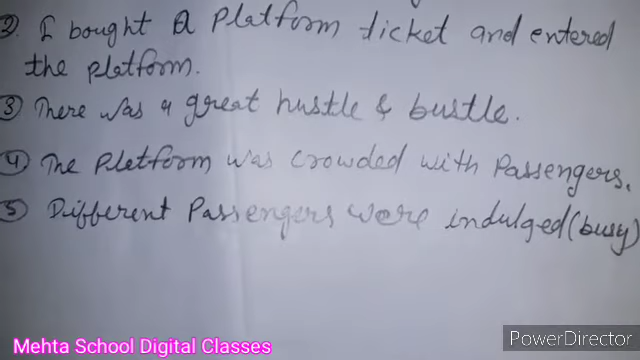 ② I bought a platform ticket and entered
the platform.
③ There was a great hustle & bustle.
④ The Platform was crowded with Passengers.
⑤ Different Passengers were indulged (busy)
Mehta School Digital Classes
PowerDirector